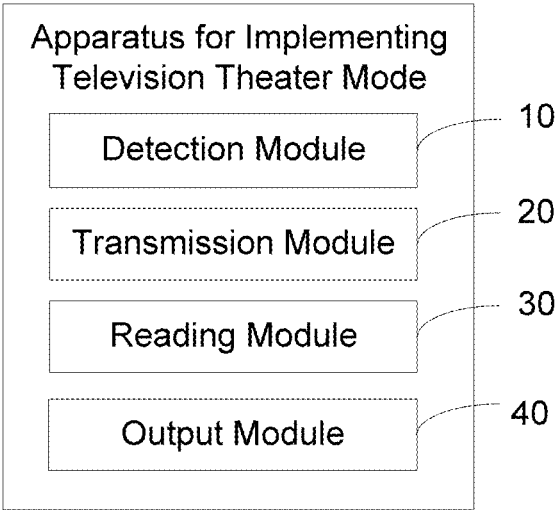 Apparatus for Implementing
Television Theater Mode
Detection Module
10
Transmission Module
20
Reading Module
30
Output Module
40